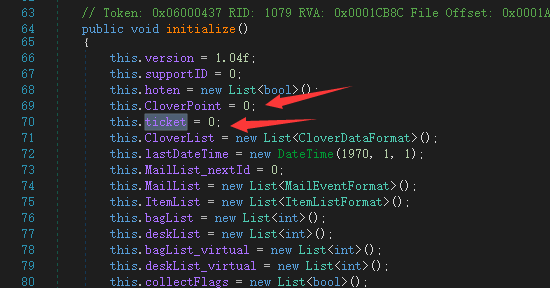 63 // Token: 0x06000437 RID: 1079 RVA: 0x0001CB8C File Offset: 0x0001A
64 public void initialize()
65 {
66 this.version = 1.04f;
67 this.supportID = 0;
68 this.hoten = new List<bool>();
69 this.CloverPoint = 0;
70 this.ticket = 0;
71 this.CloverList = new List<CloverDataFormat>();
72 this.lastDateTime = new DateTime(1970, 1, 1);
73 this.MailList_nextId = 0;
74 this.MailList = new List<MailEventFormat>();
75 this.ItemList = new List<ItemListFormat>();
76 this.bagList = new List<int>();
77 this.deskList = new List<int>();
78 this.bagList_virtual = new List<int>();
79 this.deskList_virtual = new List<int>();
80 this.collectFlags = new List<bool>();